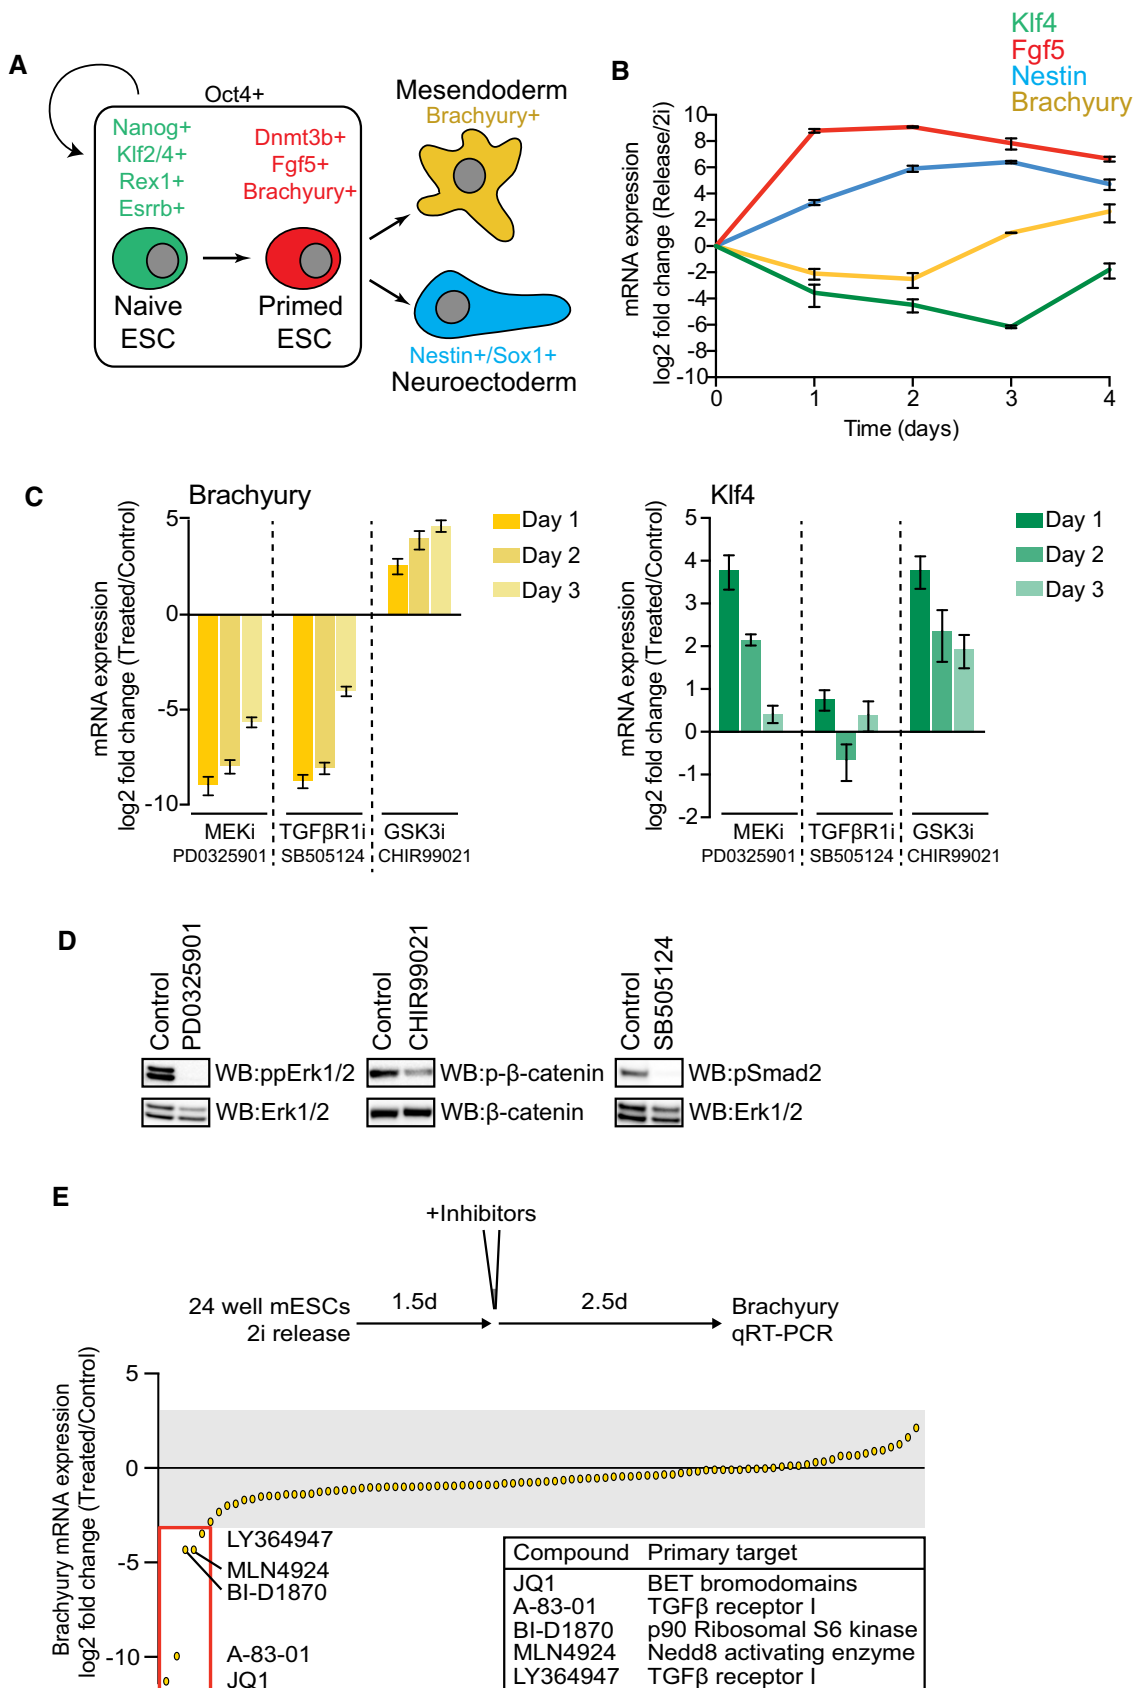 A
Oct4+
Nanog+
Klf2/4+
Rex1+
Esrrb+
Dnmt3b+
Fgf5+
Brachyury+
Naive
ESC
Primed
ESC
Mesendoderm
Brachyury+
Nestin+/Sox1+
Neuroectoderm
B
Klf4
Fgf5
Nestin
Brachyury
mRNA expression
log2 fold change (Release/2i)
10
8
6
4
2
0
-2
-4
-6
-8
-10
0 1 2 3 4
Time (days)
C
Brachyury
mRNA expression
log2 fold change (Treated/Control)
5
0
-5
-10
Day 1
Day 2
Day 3
MEKi TGFβR1i GSK3i
PD0325901 SB505124 CHIR99021
Klf4
mRNA expression
log2 fold change (Treated/Control)
5
4
3
2
1
0
-1
-2
Day 1
Day 2
Day 3
MEKi TGFβR1i GSK3i
PD0325901 SB505124 CHIR99021
D
Control
PD0325901
WB:ppErk1/2
WB:Erk1/2
Control
CHIR99021
WB:p-β-catenin
WB:β-catenin
Control
SB505124
WB:pSmad2
WB:Erk1/2
E
+Inhibitors
24 well mESCs
2i release
1.5d
2.5d
Brachyury
qRT-PCR
Brachyury mRNA expression
log2 fold change (Treated/Control)
5
0
-5
-10
LY364947
MLN4924
BI-D1870
A-83-01
JQ1
Compound Primary target
JQ1 BET bromodomains
A-83-01 TGFβ receptor I
BI-D1870 p90 Ribosomal S6 kinase
MLN4924 Nedd8 activating enzyme
LY364947 TGFβ receptor I